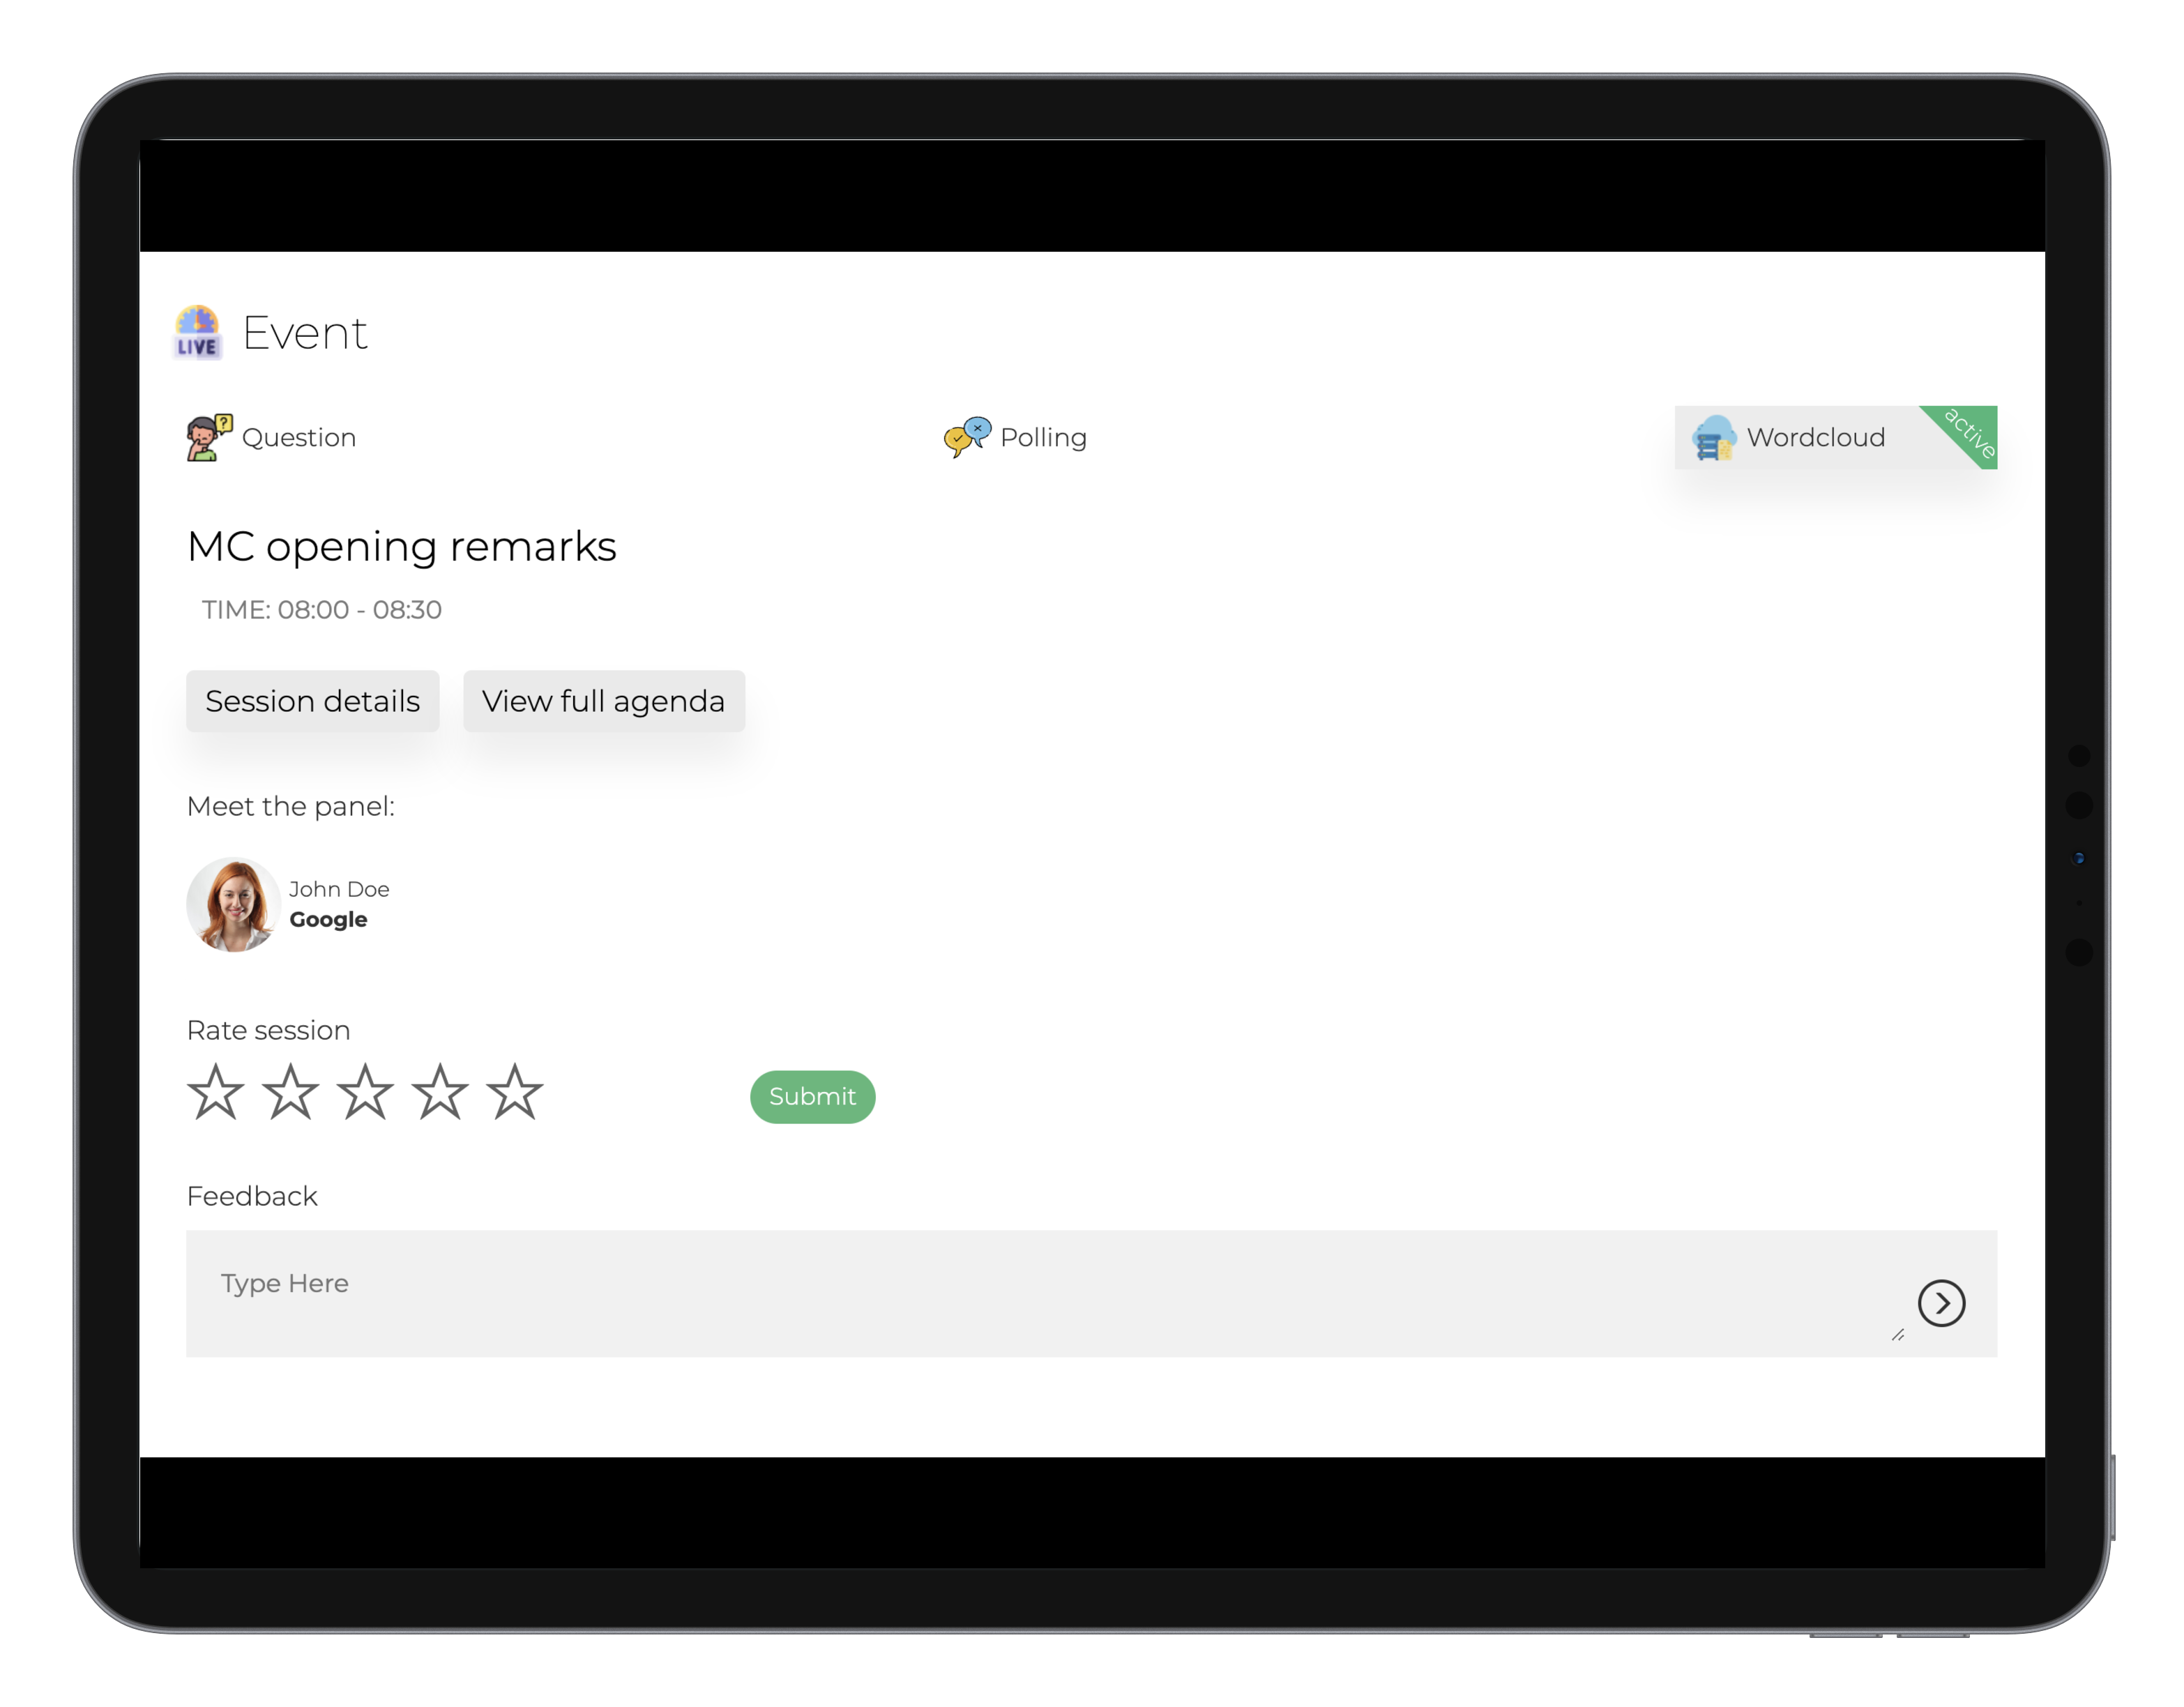 LIVE
Event
?
Question
Polling
Wordcloud
active
MC opening remarks
TIME: 08:00 - 08:30
Session details
View full agenda
Meet the panel:
John Doe
Google
Rate session
Submit
Feedback
Type Here